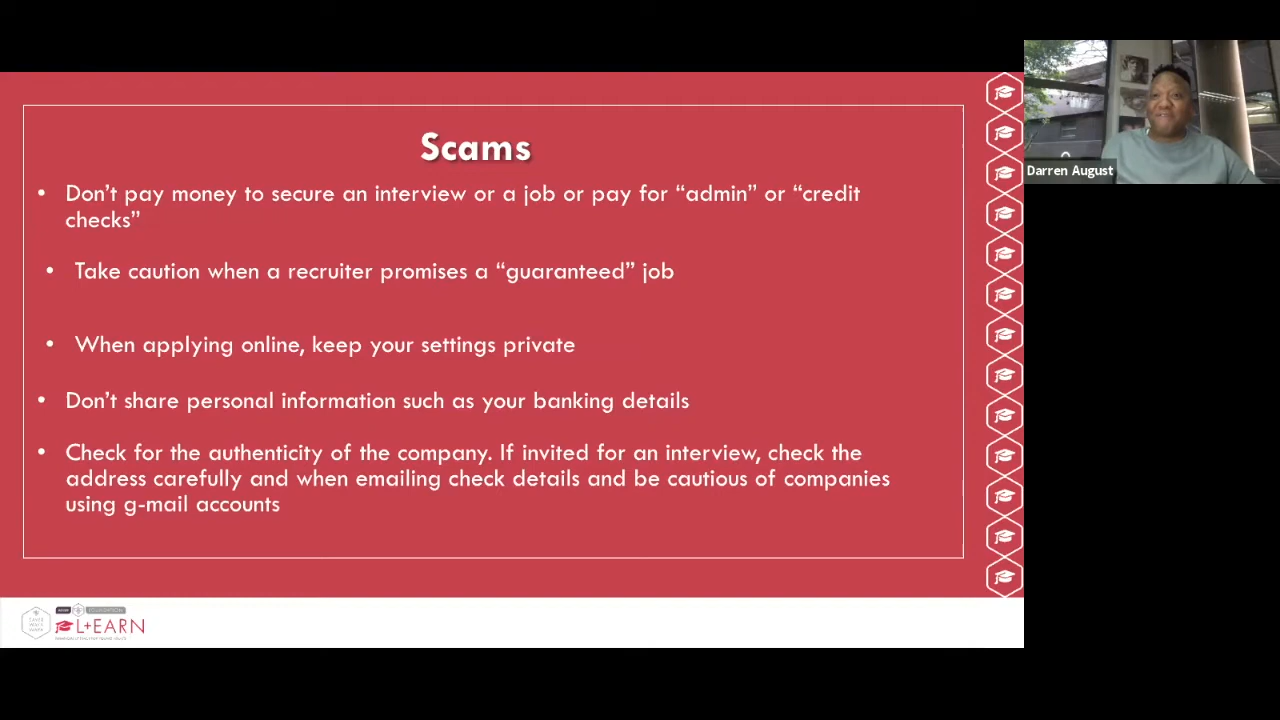 Scams
• Don’t pay money to secure an interview or a job or pay for “admin” or “credit
checks”
• Take caution when a recruiter promises a “guaranteed” job
• When applying online, keep your settings private
• Don’t share personal information such as your banking details
• Check for the authenticity of the company. If invited for an interview, check the
address carefully and when emailing check details and be cautious of companies
using g-mail accounts
Darren August
L+EARN